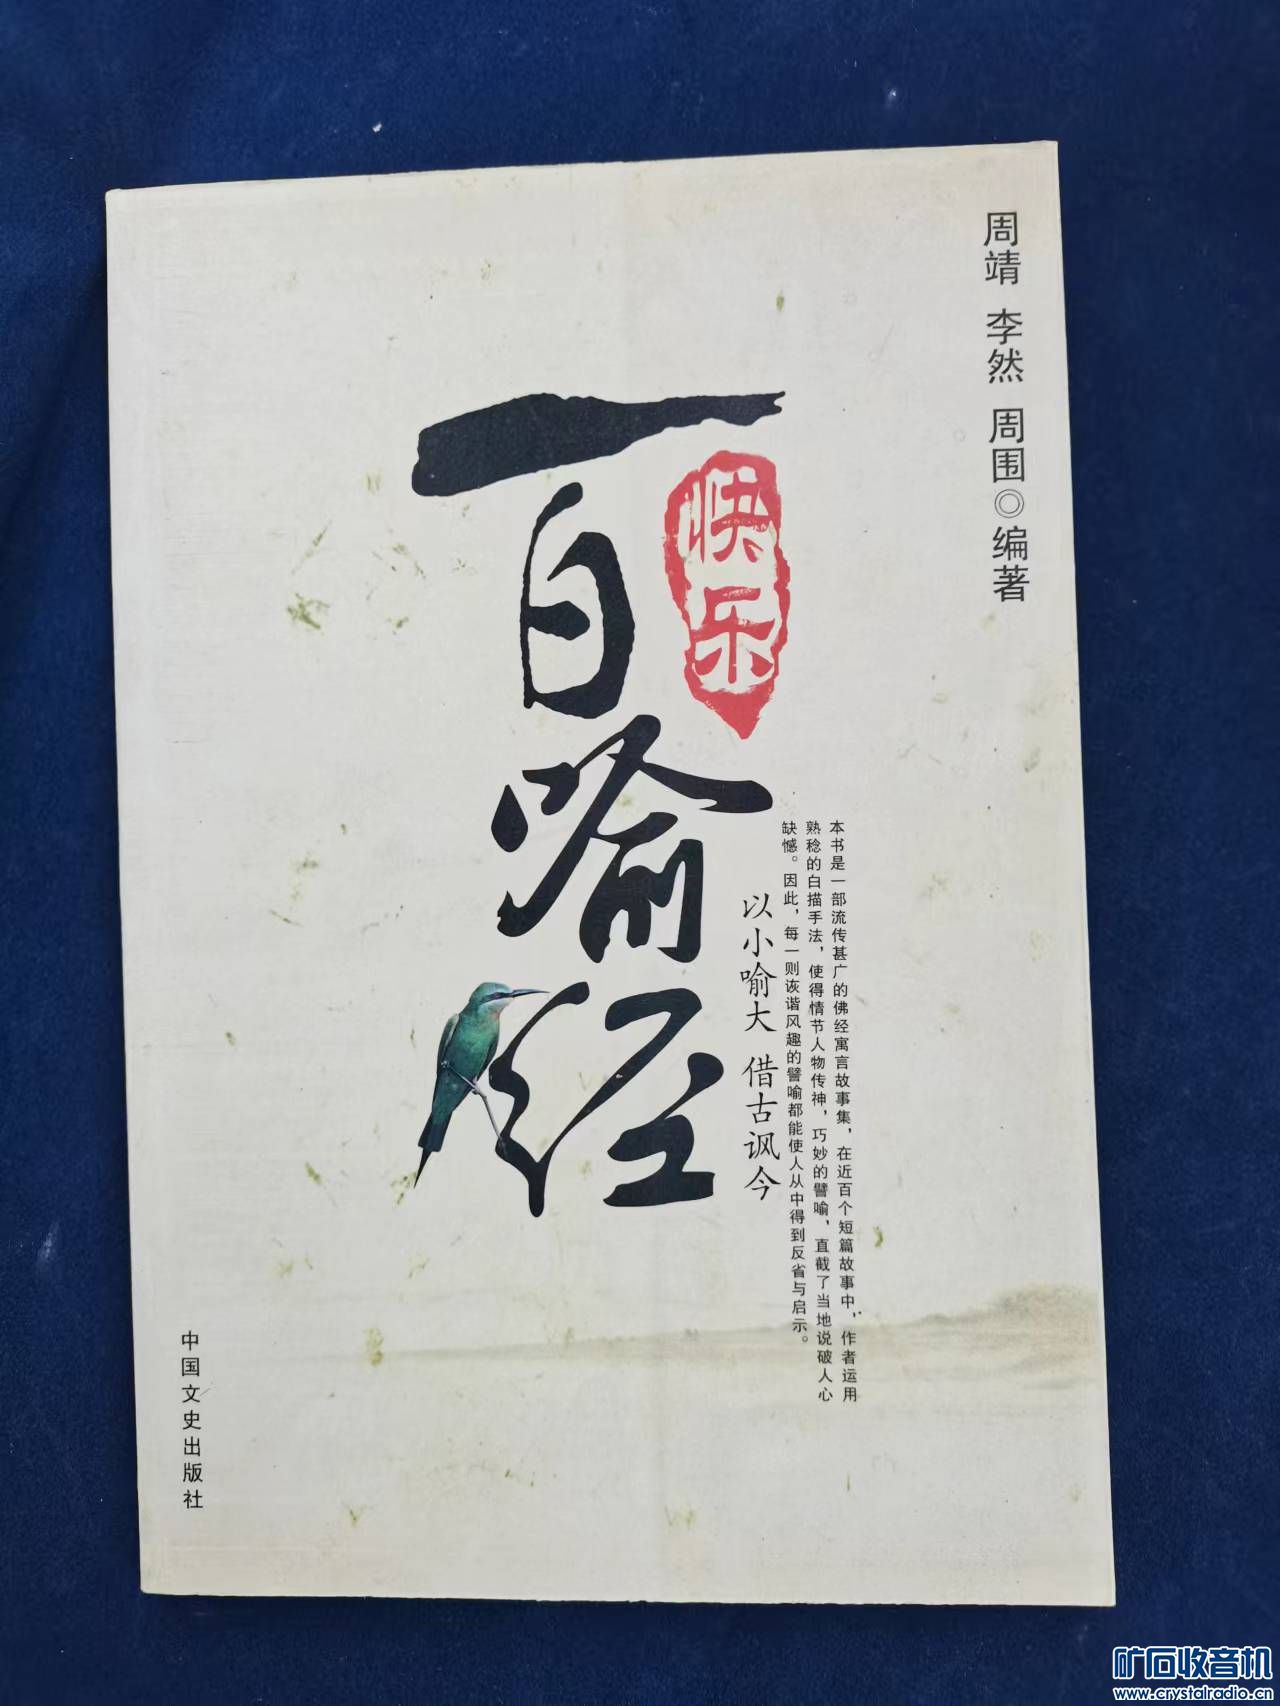 周靖 李然 周围◎编著
快乐
百喻经
本书是一部流传甚广的佛经寓言故事集，在近百个短篇故事中，作者运用
熟稔的白描手法，使得情节人物传神，巧妙的譬喻，直截了当地说破人心
缺憾。因此，每一则诙谐风趣的譬喻都能使人从中得到反省与启示。
以小喻大 借古讽今
中国文史出版社
矿石收音机
www.crystalradio.cn